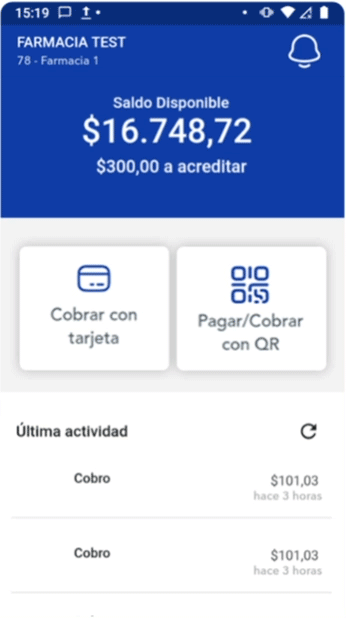 15:19
FARMACIA TEST
78 - Farmacia 1
Saldo Disponible
$16.748,72
$300,00 a acreditar
Cobrar con
tarjeta
Pagar/Cobrar
con QR
Última actividad
Cobro
$101,03
hace 3 horas
Cobro
$101,03
hace 3 horas